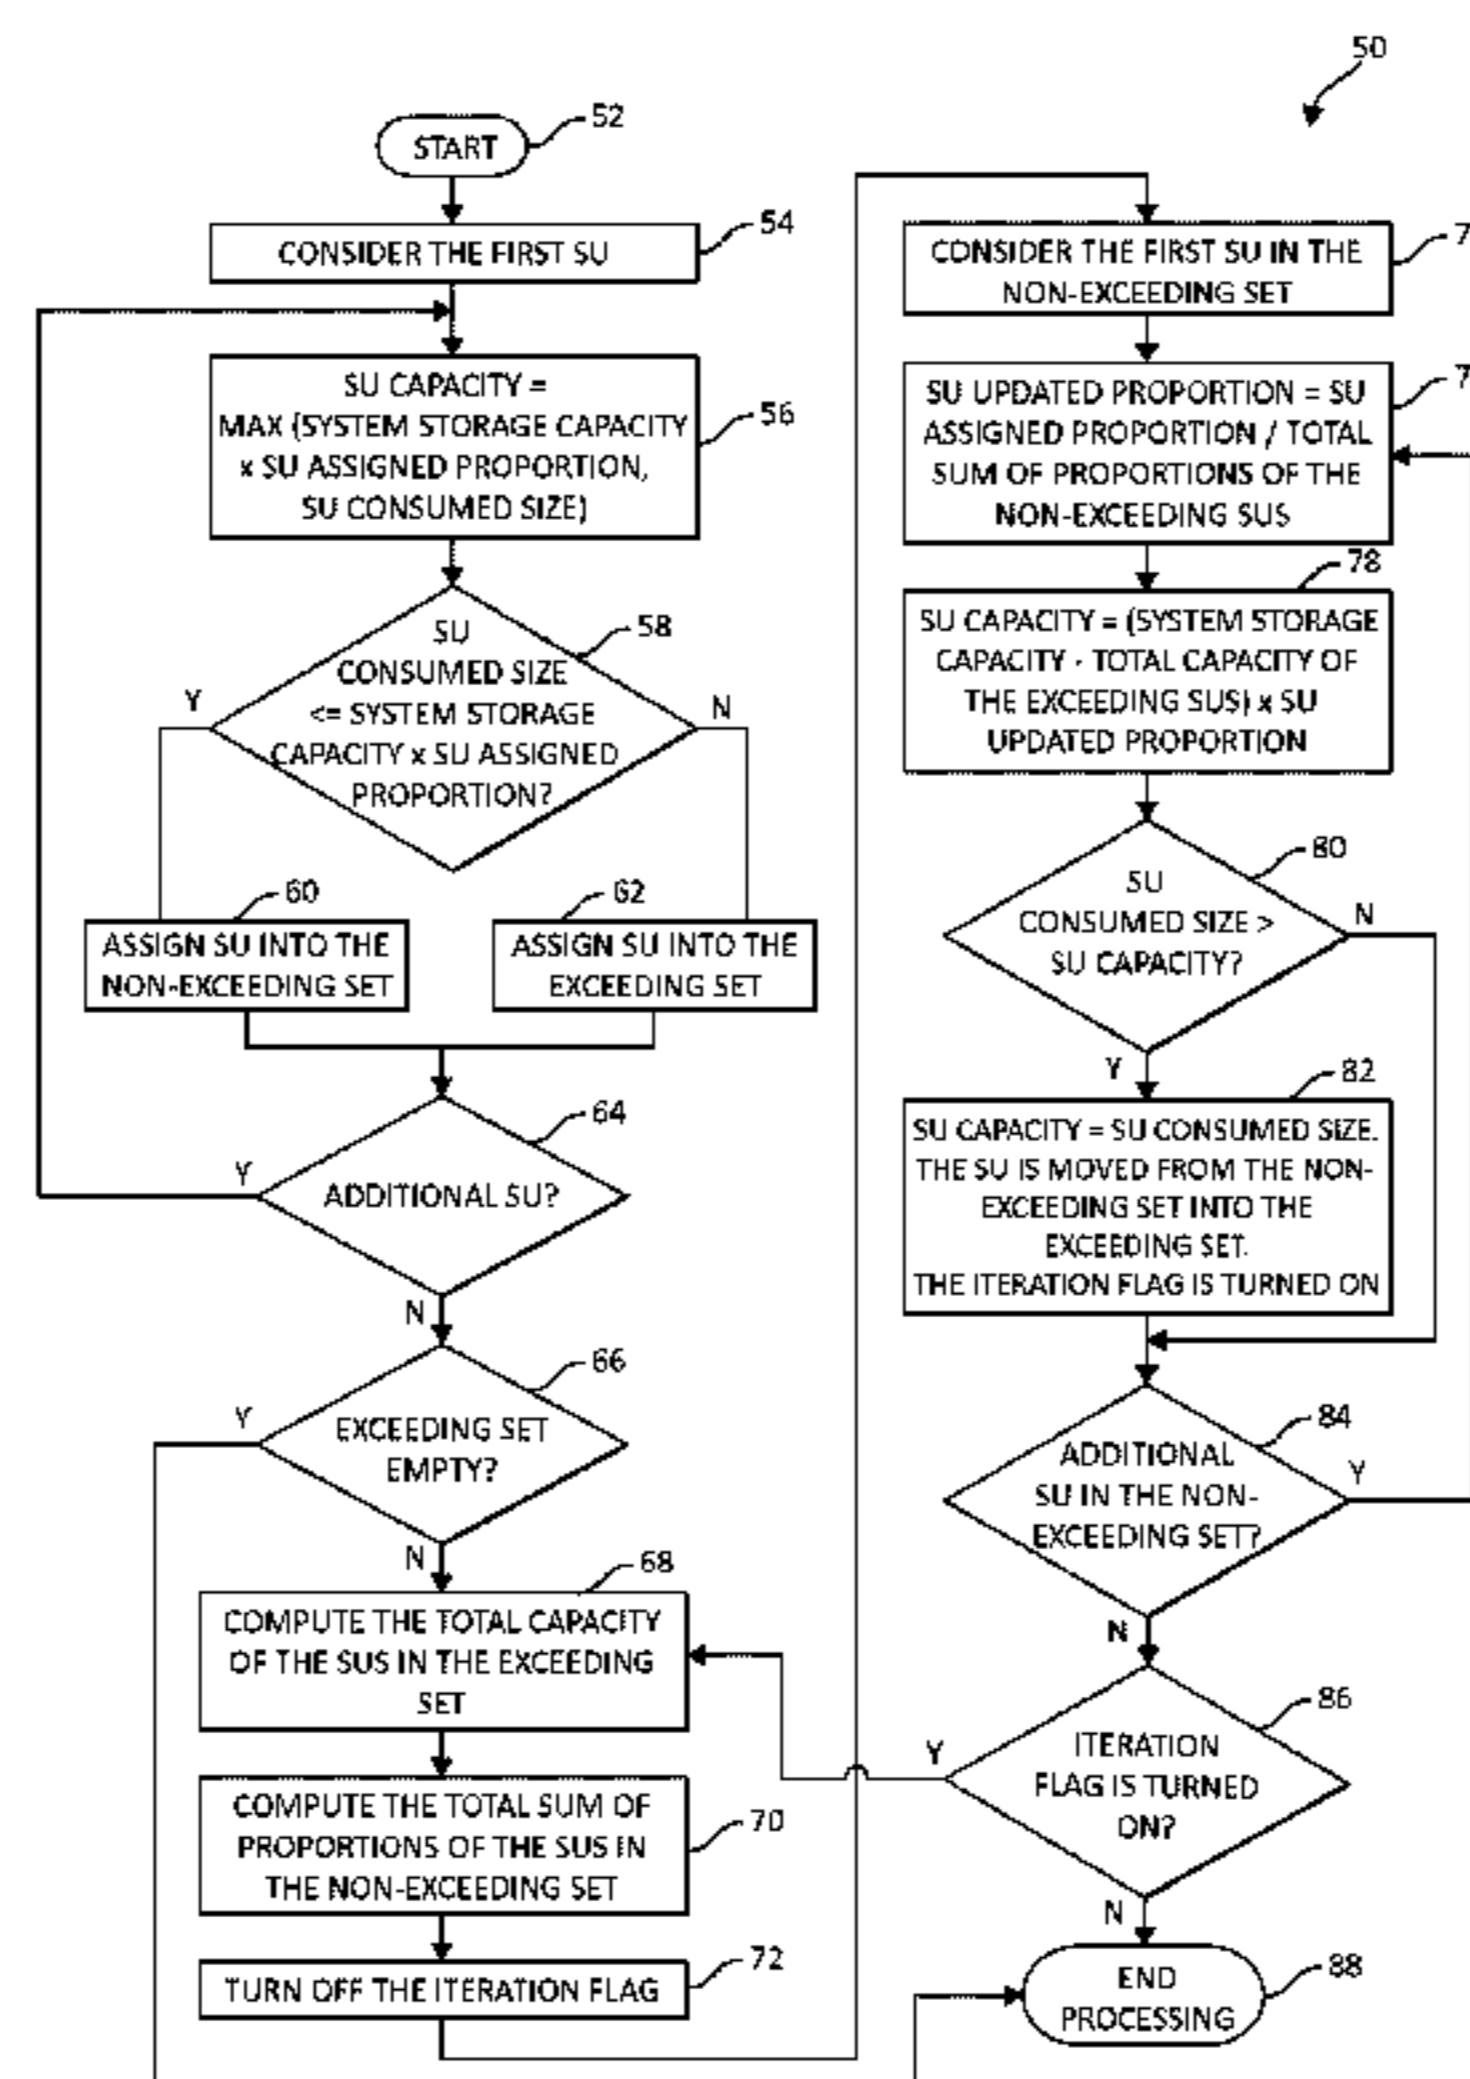 50
52
START
54
CONSIDER THE FIRST SU
SU CAPACITY =
MAX (SYSTEM STORAGE CAPACITY
x SU ASSIGNED PROPORTION,
SU CONSUMED SIZE)
56
58
SU
CONSUMED SIZE
<= SYSTEM STORAGE
CAPACITY x SU ASSIGNED
PROPORTION?
Y
N
60
ASSIGN SU INTO THE
NON-EXCEEDING SET
62
ASSIGN SU INTO THE
EXCEEDING SET
64
ADDITIONAL SU?
Y
N
66
EXCEEDING SET
EMPTY?
Y
N
68
COMPUTE THE TOTAL CAPACITY
OF THE SUS IN THE EXCEEDING
SET
70
COMPUTE THE TOTAL SUM OF
PROPORTIONS OF THE SUS IN
THE NON-EXCEEDING SET
72
TURN OFF THE ITERATION FLAG
7
CONSIDER THE FIRST SU IN THE
NON-EXCEEDING SET
7
SU UPDATED PROPORTION = SU
ASSIGNED PROPORTION / TOTAL
SUM OF PROPORTIONS OF THE
NON-EXCEEDING SUS
78
SU CAPACITY = (SYSTEM STORAGE
CAPACITY - TOTAL CAPACITY OF
THE EXCEEDING SUS) x SU
UPDATED PROPORTION
80
SU
CONSUMED SIZE >
SU CAPACITY?
N
Y
82
SU CAPACITY = SU CONSUMED SIZE.
THE SU IS MOVED FROM THE NON-
EXCEEDING SET INTO THE
EXCEEDING SET.
THE ITERATION FLAG IS TURNED ON
84
ADDITIONAL
SU IN THE NON-
EXCEEDING SET?
Y
N
86
ITERATION
FLAG IS TURNED
ON?
Y
N
88
END
PROCESSING